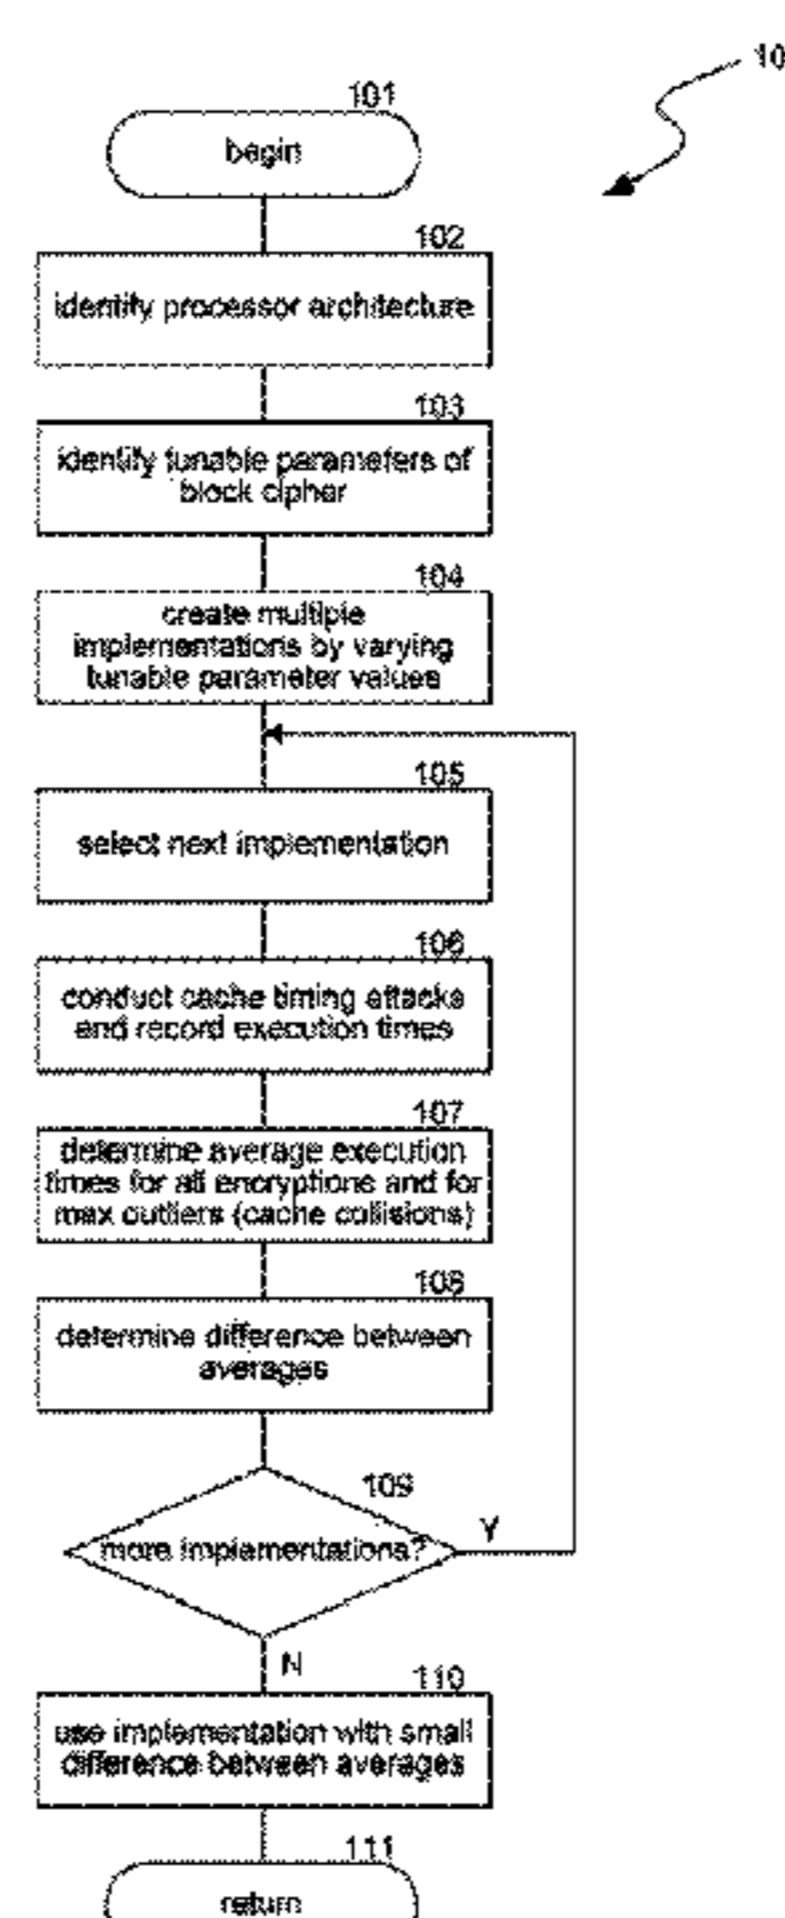 10
101
begin
102
identify processor architecture
103
identify tunable parameters of
block cipher
104
create multiple
implementations by varying
tunable parameter values
105
select next implementation
106
conduct cache timing attacks
and record execution times
107
determine average execution
times for all encryptions and for
max outliers (cache collisions)
108
determine difference between
averages
109
more implementations?
Y
N
110
use implementation with small
difference between averages
111
return